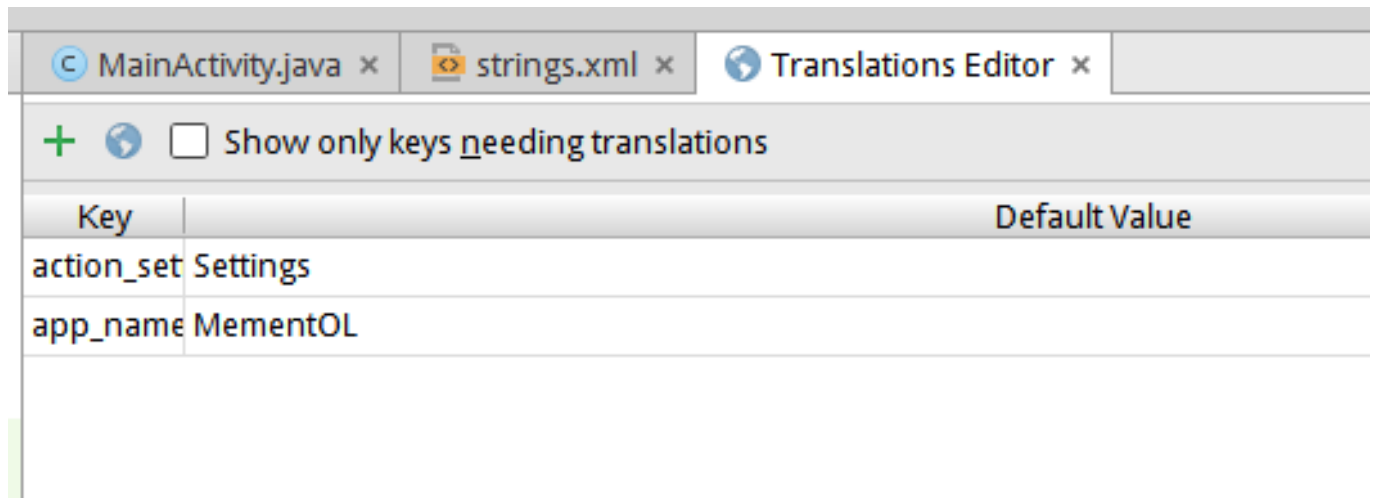 C MainActivity.java × <> strings.xml × Translations Editor ×
+ Show only keys needing translations
Key Default Value
action_set Settings
app_name MementOL